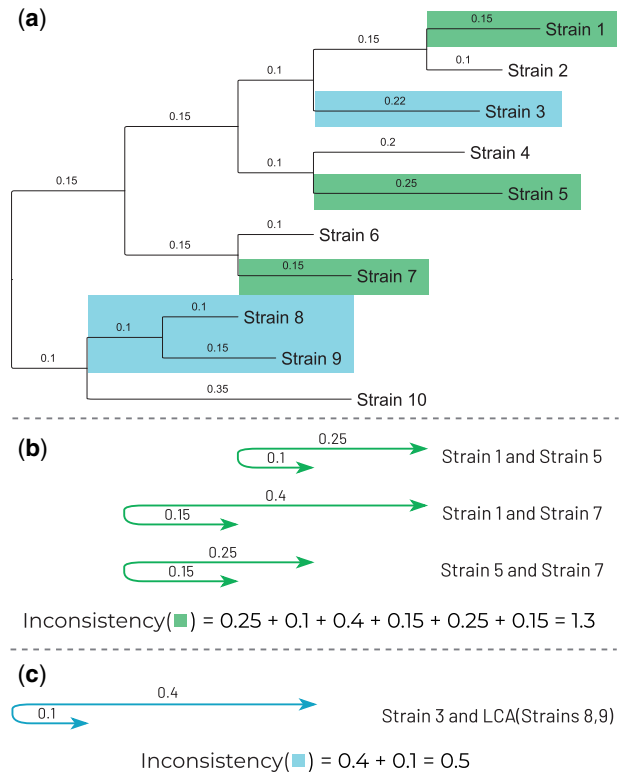 (a)
0.15
Strain 1
0.15
0.1
Strain 2
0.1
0.22
Strain 3
0.15
0.2
Strain 4
0.1
0.25
Strain 5
0.15
0.1
Strain 6
0.15
0.15
Strain 7
0.1
Strain 8
0.1
0.15
Strain 9
0.1
0.35
Strain 10
(b)
0.25
0.1
Strain 1 and Strain 5
0.4
0.15
Strain 1 and Strain 7
0.25
0.15
Strain 5 and Strain 7
Inconsistency(■) = 0.25 + 0.1 + 0.4 + 0.15 + 0.25 + 0.15 = 1.3
(c)
0.4
0.1
Strain 3 and LCA(Strains 8,9)
Inconsistency(■) = 0.4 + 0.1 = 0.5